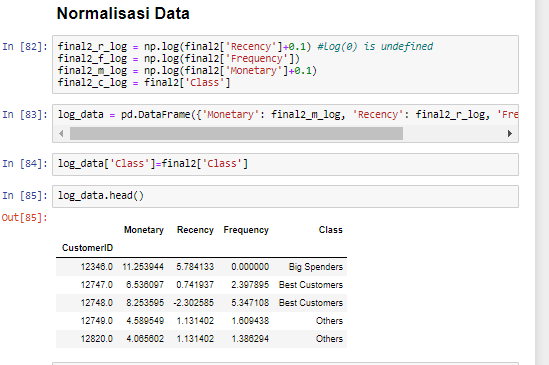 Normalisasi Data
In [82]: final2_r_log = np.log(final2['Recency']+0.1) #Log(0) is undefined
final2_f_log = np.log(final2['Frequency'])
final2_m_log = np.log(final2['Monetary']+0.1)
final2_c_log = final2['Class']
In [83]: log_data = pd.DataFrame({'Monetary': final2_m_log, 'Recency': final2_r_log, 'Fre
In [84]: log_data['Class']=final2['Class']
In [85]: log_data.head()
Out[85]:
Monetary Recency Frequency Class
CustomerID
12346.0 11.253944 5.784133 0.000000 Big Spenders
12747.0 8.536097 0.741937 2.397895 Best Customers
12748.0 8.253595 -2.302585 5.347108 Best Customers
12749.0 4.589549 1.131402 1.609438 Others
12820.0 4.065602 1.131402 1.386294 Others